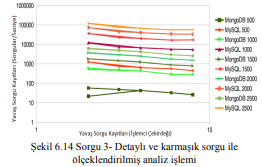 Yavaş Sorgu Kayıtları (Sorgular/Saniye)
1000000
100000
10000
1000
100
10
1
1
10
Yavaş Sorgu Kayıtları (İşlemci Çekirdeği)
MongoDB 500
MySQL 500
MongoDB 1000
MySQL 1000
MongoDB 1500
MySQL 1500
MongoDB 2000
MySQL 2000
MongoDB 2500
MySQL 2500
Şekil 6.14 Sorgu 3- Detaylı ve karmaşık sorgu ile
ölçeklendirilmiş analiz işlemi